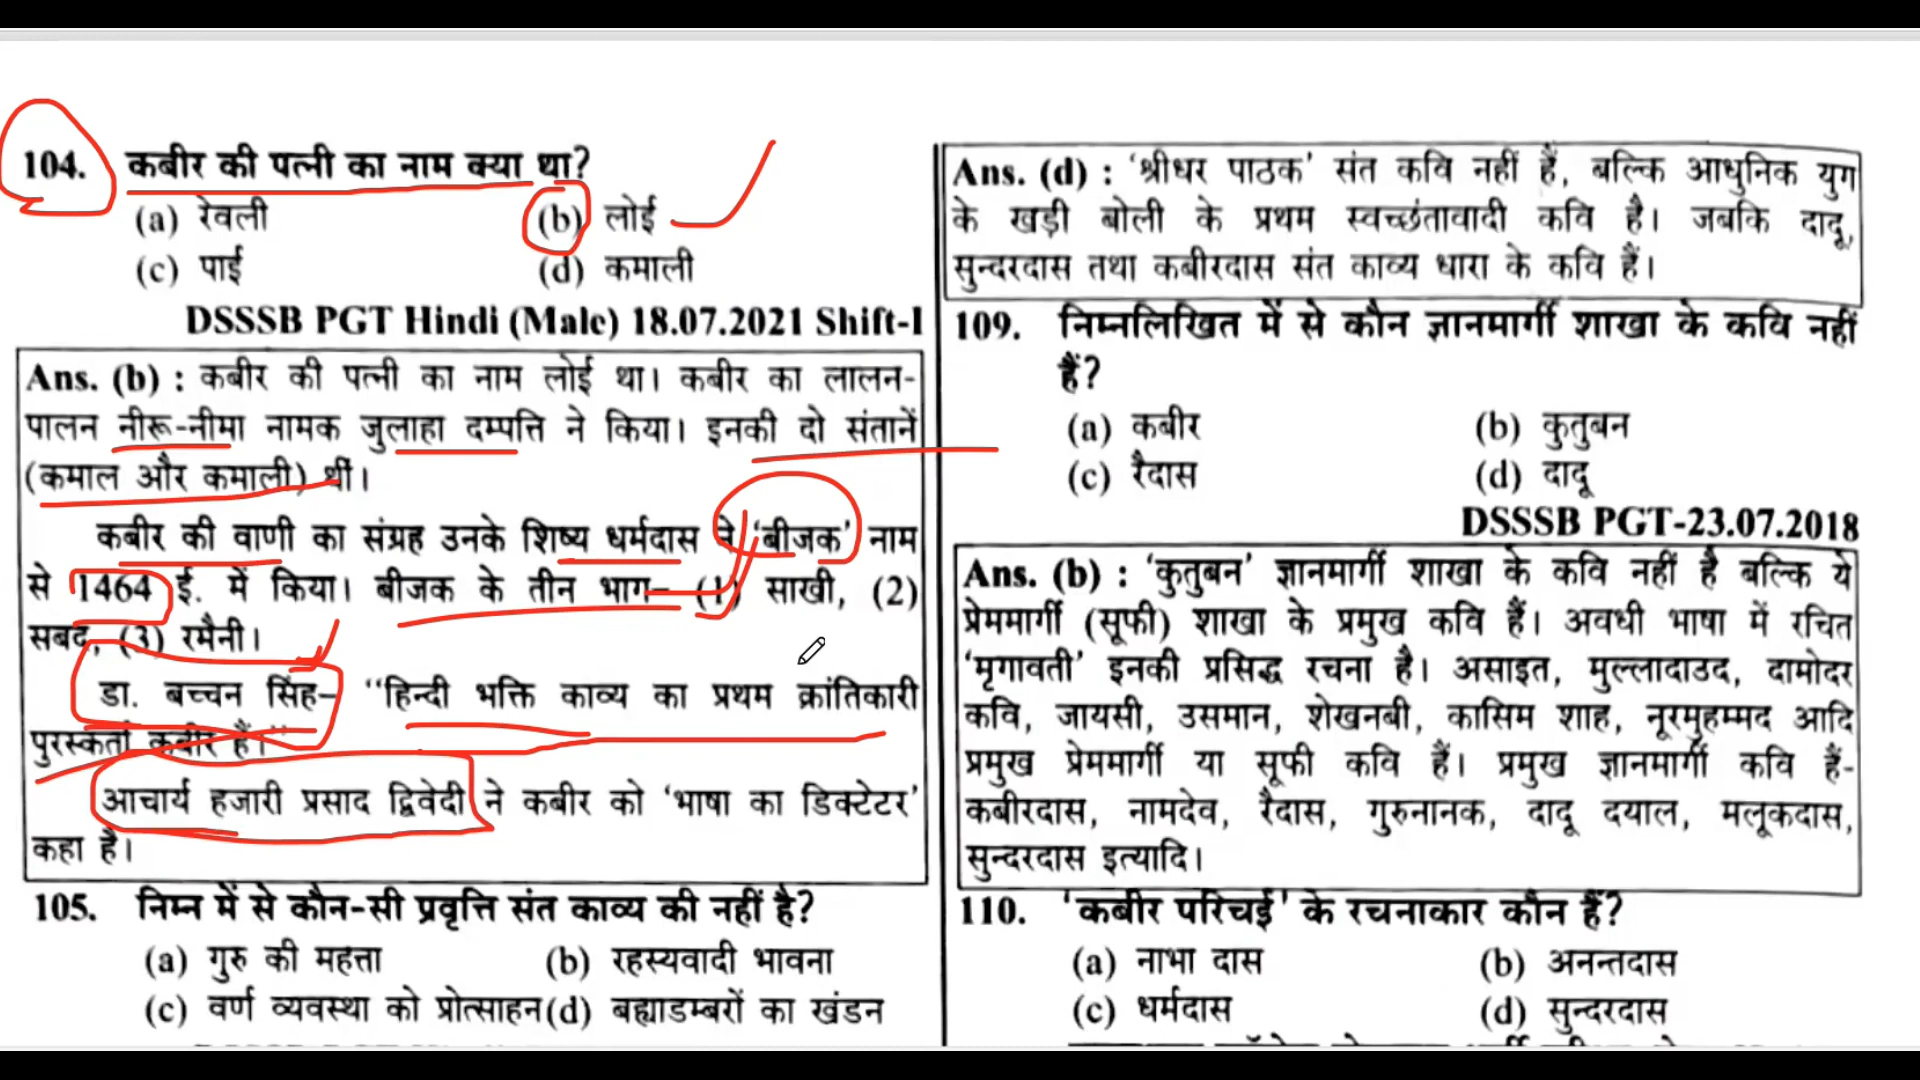 104. कबीर की पत्नी का नाम क्या था?
(a) रेवली (b) लोई
(c) पाई (d) कमाली
DSSSB PGT Hindi (Male) 18.07.2021 Shift-I
Ans. (b) : कबीर की पत्नी का नाम लोई था। कबीर का लालन-
पालन नीरू-नीमा नामक जुलाहा दम्पत्ति ने किया। इनकी दो संतानें
(कमाल और कमाली) थीं।
कबीर की वाणी का संग्रह उनके शिष्य धर्मदास ने 'बीजक' नाम
से 1464 ई. में किया। बीजक के तीन भाग– (1) साखी, (2)
सबद, (3) रमैनी।
डा. बच्चन सिंह– "हिन्दी भक्ति काव्य का प्रथम क्रांतिकारी
पुरस्कर्ता कबीर हैं।"
आचार्य हजारी प्रसाद द्विवेदी ने कबीर को 'भाषा का डिक्टेटर'
कहा है।
105. निम्न में से कौन-सी प्रवृत्ति संत काव्य की नहीं है?
(a) गुरु की महत्ता (b) रहस्यवादी भावना
(c) वर्ण व्यवस्था को प्रोत्साहन (d) बह्याडम्बरों का खंडन
Ans. (d) : 'श्रीधर पाठक' संत कवि नहीं हैं, बल्कि आधुनिक युग
के खड़ी बोली के प्रथम स्वच्छंतावादी कवि है। जबकि दादू,
सुन्दरदास तथा कबीरदास संत काव्य धारा के कवि हैं।
109. निम्नलिखित में से कौन ज्ञानमार्गी शाखा के कवि नहीं
हैं?
(a) कबीर (b) कुतुबन
(c) रैदास (d) दादू
DSSSB PGT-23.07.2018
Ans. (b) : 'कुतुबन' ज्ञानमार्गी शाखा के कवि नहीं है बल्कि ये
प्रेममार्गी (सूफी) शाखा के प्रमुख कवि हैं। अवधी भाषा में रचित
'मृगावती' इनकी प्रसिद्ध रचना है। असाइत, मुल्लादाउद, दामोदर
कवि, जायसी, उसमान, शेखनबी, कासिम शाह, नूरमुहम्मद आदि
प्रमुख प्रेममार्गी या सूफी कवि हैं। प्रमुख ज्ञानमार्गी कवि हैं-
कबीरदास, नामदेव, रैदास, गुरुनानक, दादू दयाल, मलूकदास,
सुन्दरदास इत्यादि।
110. 'कबीर परिचई' के रचनाकार कौन हैं?
(a) नाभा दास (b) अनन्तदास
(c) धर्मदास (d) सुन्दरदास